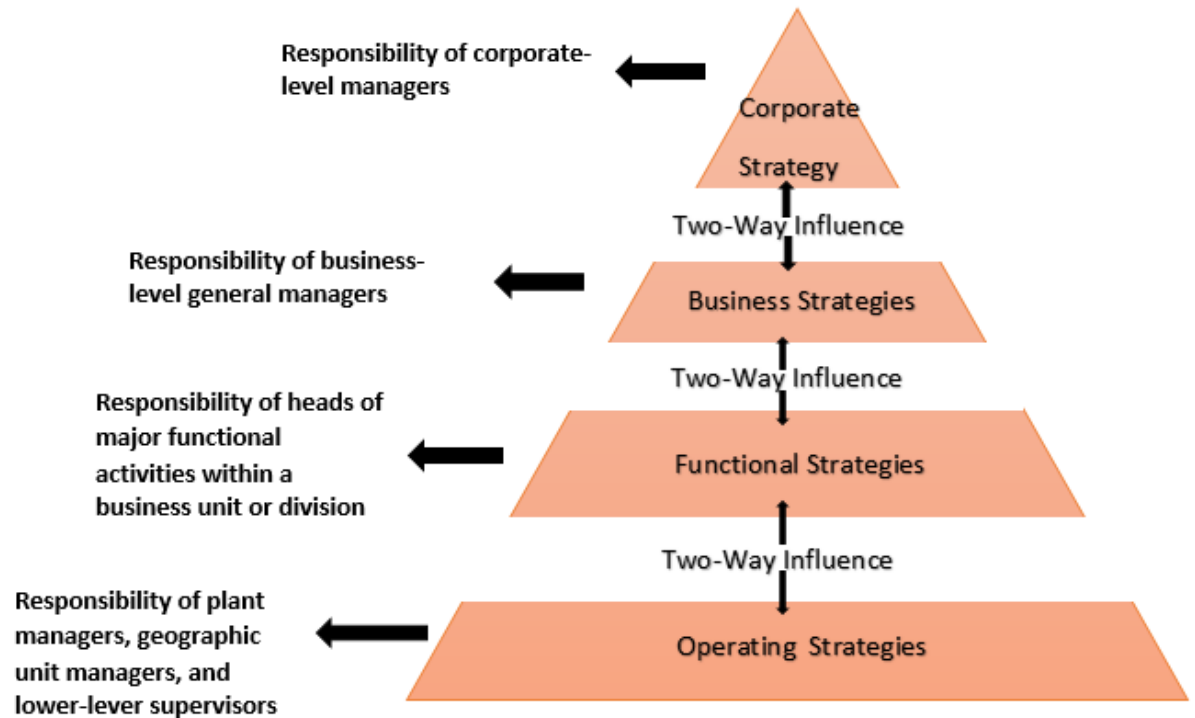 Responsibility of corporate-
level managers
Corporate
Strategy
Two-Way Influence
Responsibility of business-
level general managers
Business Strategies
Two-Way Influence
Responsibility of heads of
major functional
activities within a
business unit or division
Functional Strategies
Two-Way Influence
Responsibility of plant
managers, geographic
unit managers, and
lower-lever supervisors
Operating Strategies